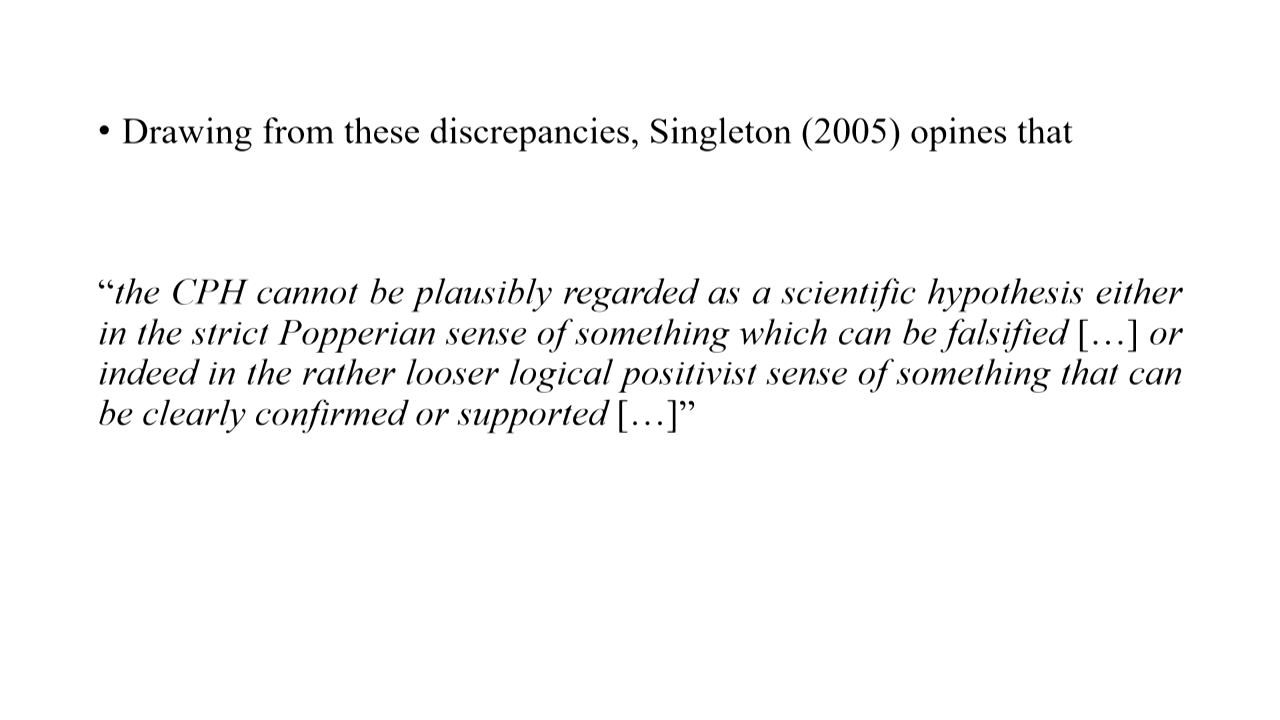 • Drawing from these discrepancies, Singleton (2005) opines that
“the CPH cannot be plausibly regarded as a scientific hypothesis either
in the strict Popperian sense of something which can be falsified […] or
indeed in the rather looser logical positivist sense of something that can
be clearly confirmed or supported […]”